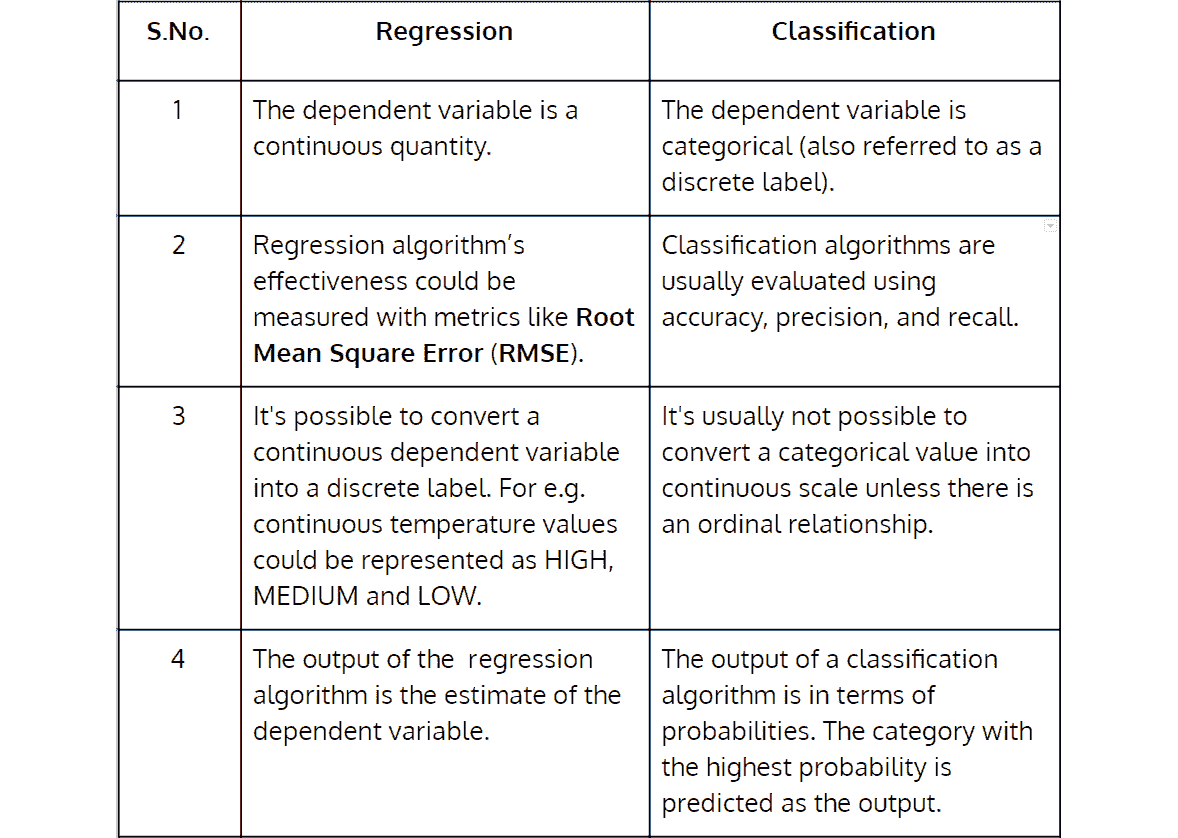 S.No. Regression Classification
1 The dependent variable is a The dependent variable is
continuous quantity. categorical (also referred to as a
discrete label).
2 Regression algorithm’s Classification algorithms are
effectiveness could be usually evaluated using
measured with metrics like Root accuracy, precision, and recall.
Mean Square Error (RMSE).
3 It's possible to convert a It's usually not possible to
continuous dependent variable convert a categorical value into
into a discrete label. For e.g. continuous scale unless there is
continuous temperature values an ordinal relationship.
could be represented as HIGH,
MEDIUM and LOW.
4 The output of the regression The output of a classification
algorithm is the estimate of the algorithm is in terms of
dependent variable. probabilities. The category with
the highest probability is
predicted as the output.